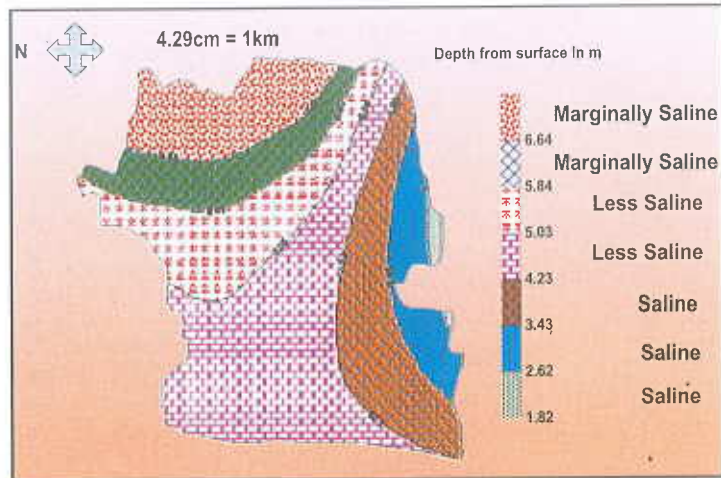 N
4.29cm = 1km
Depth from surface In m
Marginally Saline
6.64
Marginally Saline
5.84
Less Saline
5.03
Less Saline
4.23
Saline
3.43
Saline
2.62
Saline
1.82